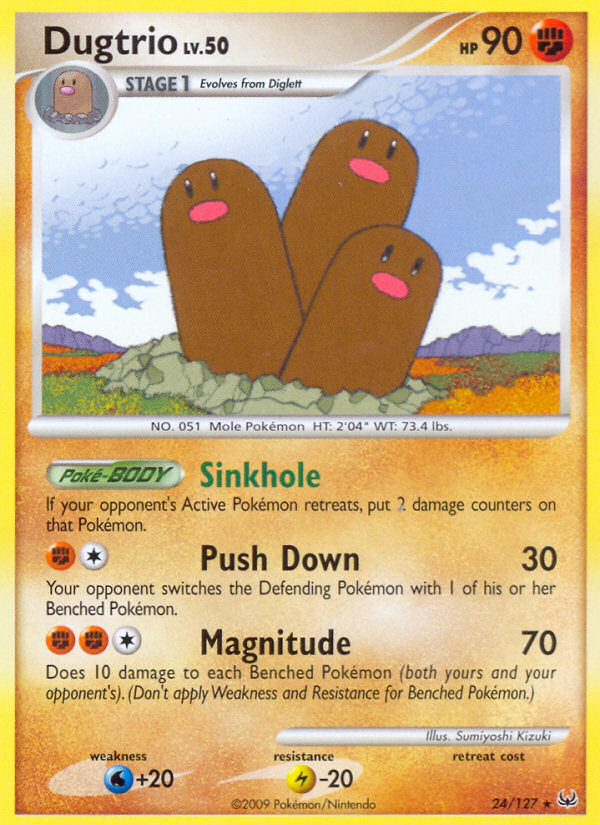 Dugtrio LV.50 HP 90
STAGE 1 Evolves from Diglett
NO. 051 Mole Pokémon HT: 2'04" WT: 73.4 lbs.
Poké-BODY Sinkhole
If your opponent's Active Pokémon retreats, put 2 damage counters on
that Pokémon.
Push Down 30
Your opponent switches the Defending Pokémon with 1 of his or her
Benched Pokémon.
Magnitude 70
Does 10 damage to each Benched Pokémon (both yours and your
opponent's). (Don't apply Weakness and Resistance for Benched Pokémon.)
Illus. Sumiyoshi Kizuki
weakness resistance retreat cost
+20 -20
©2009 Pokémon/Nintendo 24/127 ★